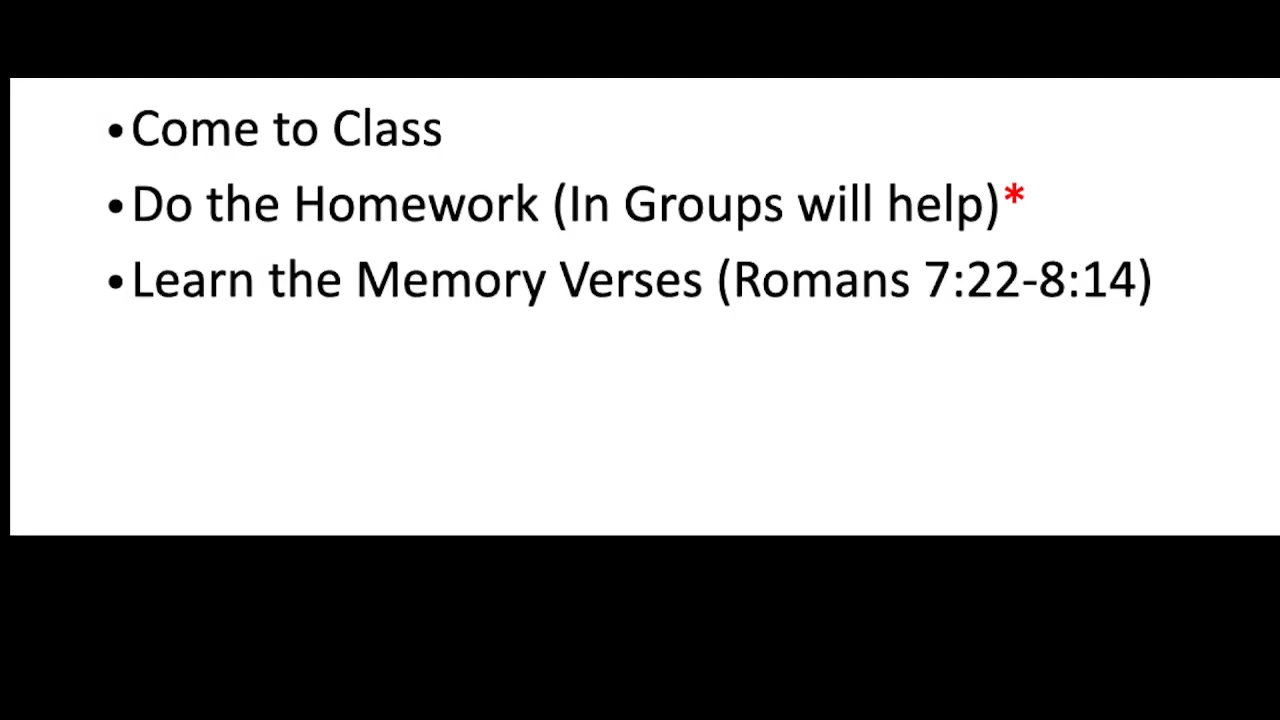 •Come to Class
•Do the Homework (In Groups will help)*
•Learn the Memory Verses (Romans 7:22-8:14)